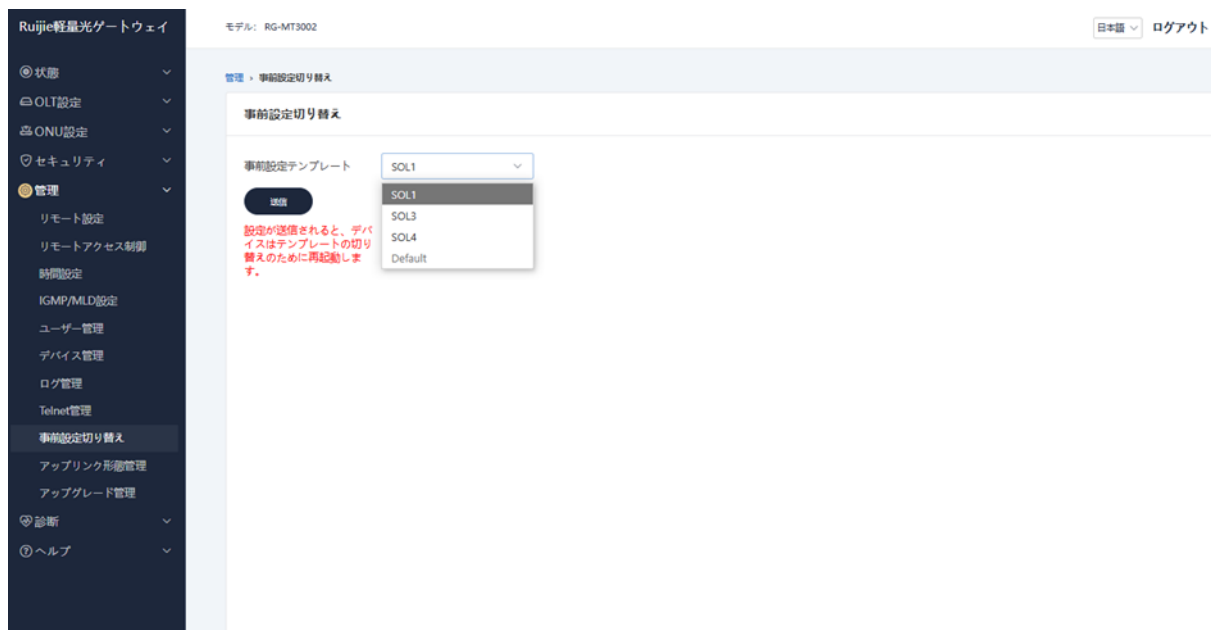 Ruijie軽量光ゲートウェイ
モデル: RG-MT3002
日本語
ログアウト
状態
OLT設定
ONU設定
セキュリティ
管理
リモート設定
リモートアクセス制御
時間設定
IGMP/MLD設定
ユーザー管理
デバイス管理
ログ管理
Telnet管理
事前設定切り替え
アップリンク形態管理
アップグレード管理
診断
ヘルプ
管理 › 事前設定切り替え
事前設定切り替え
事前設定テンプレート
SOL1
SOL1
SOL3
SOL4
Default
送信
設定が送信されると、デバ
イスはテンプレートの切り
替えのために再起動しま
す。